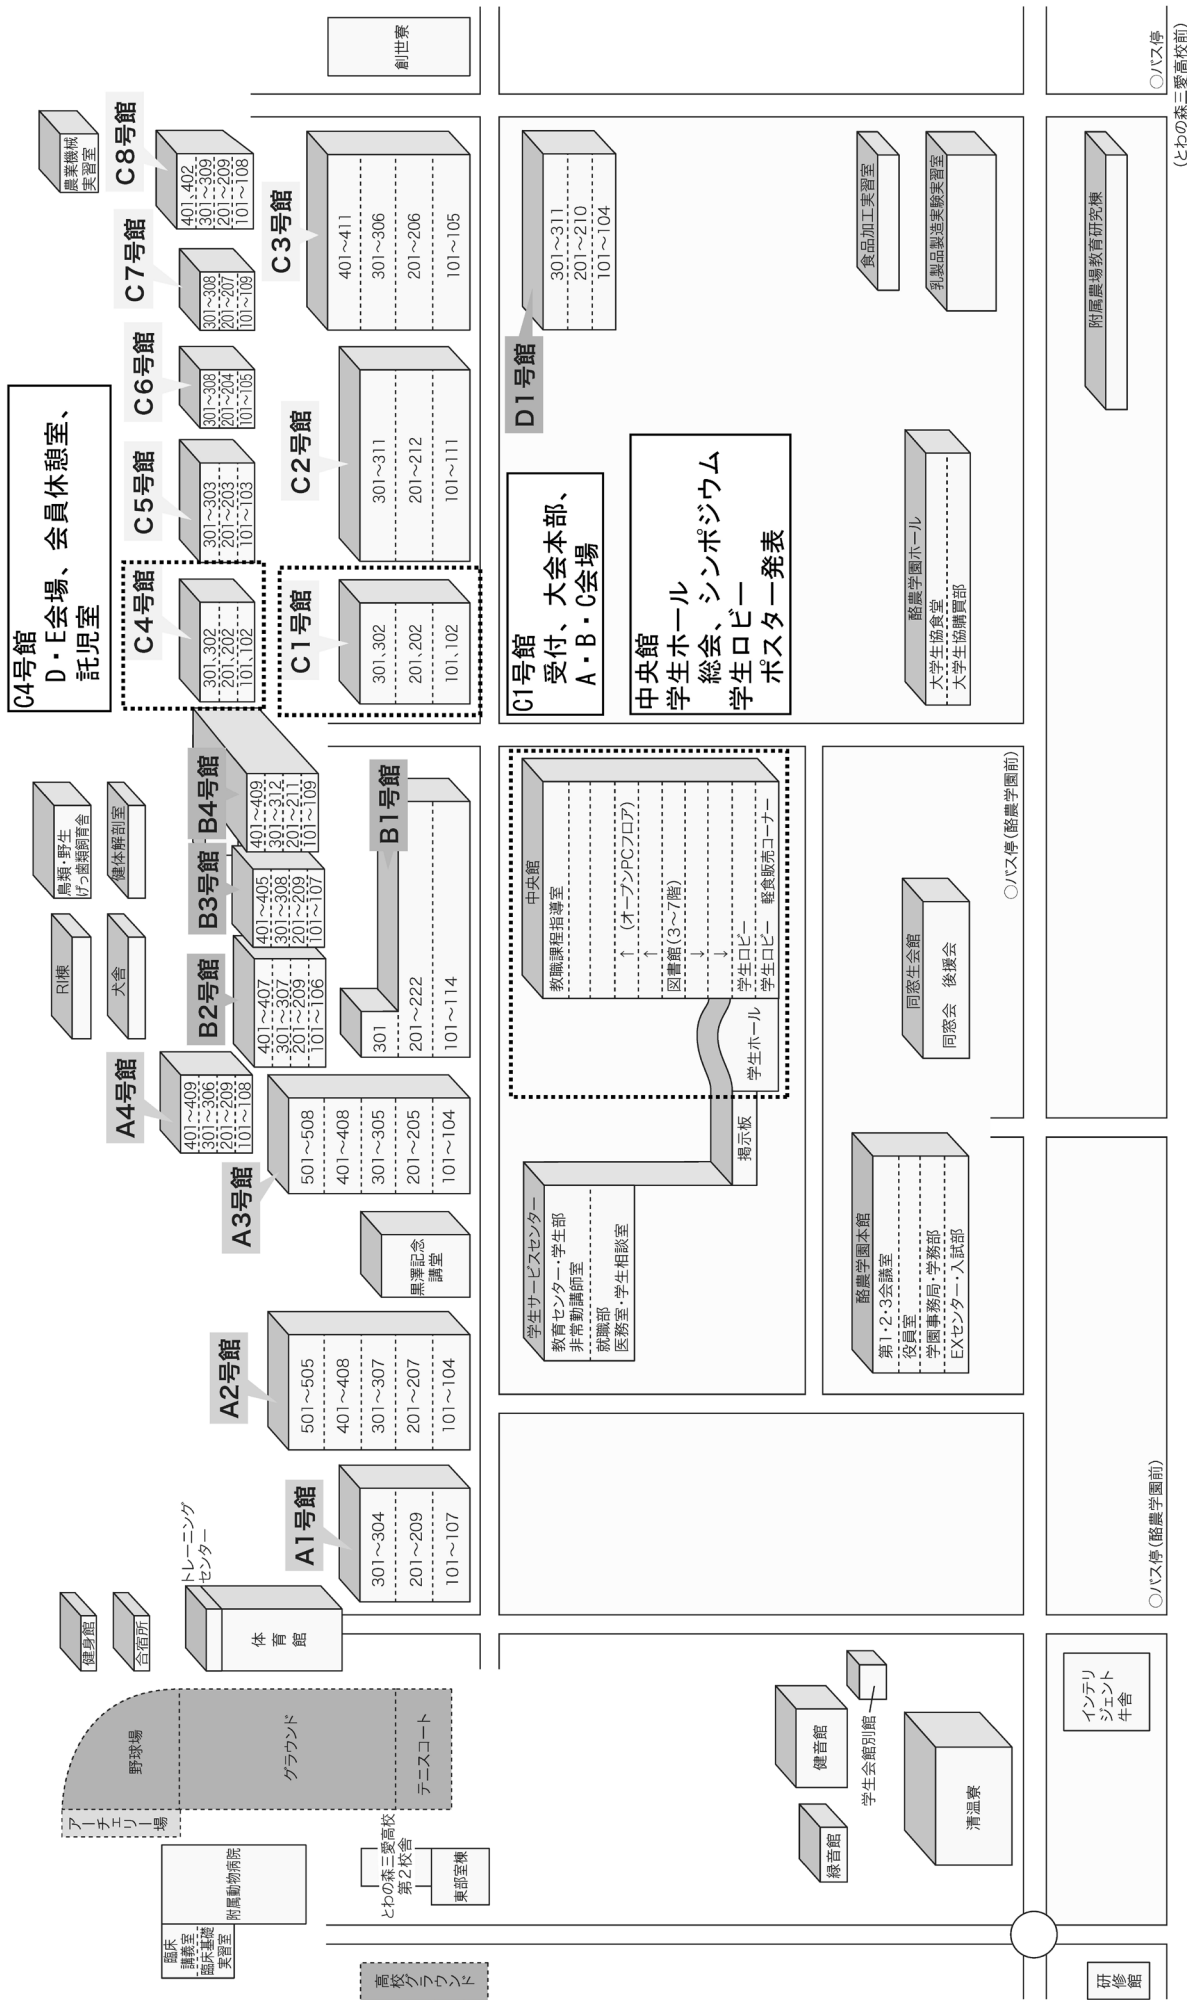 臨床
講義室
臨床基礎
実習室
附属動物病院
アーチェリー場
野球場
グラウンド
テニスコート
高校グラウンド
とわの森三愛高校
第2校舎
東部室棟
健身館
合宿所
トレーニング
センター
体育館
A1号館
301〜304
201〜209
101〜107
A2号館
501〜505
401〜408
301〜307
201〜207
101〜104
黒澤記念
講堂
A3号館
501〜508
401〜408
301〜305
201〜205
101〜104
A4号館
401〜409
301〜306
201〜209
101〜108
RI棟
犬舎
鳥類・野生
げっ歯類飼育舎
健体解剖室
B2号館
401〜407
301〜307
201〜209
101〜106
B3号館
401〜405
301〜308
201〜209
101〜107
B4号館
401〜409
301〜312
201〜211
101〜109
B1号館
301
201〜222
101〜114
C4号館
D・E会場、会員休憩室、
託児室
C4号館
301、302
201、202
101、102
C5号館
301〜303
201〜203
101〜103
C6号館
301〜308
201〜204
101〜105
C7号館
301〜308
201〜207
101〜109
C8号館
401、402
301〜309
201〜209
101〜108
農業機械
実習室
C1号館
301、302
201、202
101、102
C2号館
301〜311
201〜212
101〜111
C3号館
401〜411
301〜306
201〜206
101〜105
創世寮
学生サービスセンター
教育センター・学生部
非常勤講師室
就職部
医務室・学生相談室
掲示板
学生ホール
中央館
教職課程指導室
↑ (オープンPCフロア)
↑
図書館(3〜7階)
↓
↓
学生ロビー
学生ロビー 軽食販売コーナー
C1号館
受付、大会本部、
A・B・C会場
中央館
学生ホール
総会、シンポジウム
学生ロビー
ポスター発表
D1号館
301〜311
201〜210
101〜104
食品加工実習室
乳製品製造実験実習室
酪農学園ホール
大学生協食堂
大学生協購買部
酪農学園本館
第1・2・3会議室
役員室
学園事務局・学務部
EXセンター・入試部
同窓生会館
同窓会 後援会
緑音館
健音館
学生会館別館
清温寮
研修館
インテリ
ジェント
牛舎
○バス停(酪農学園前)
○バス停(酪農学園前)
附属農場教育研究棟
○バス停
(とわの森三愛高校前)